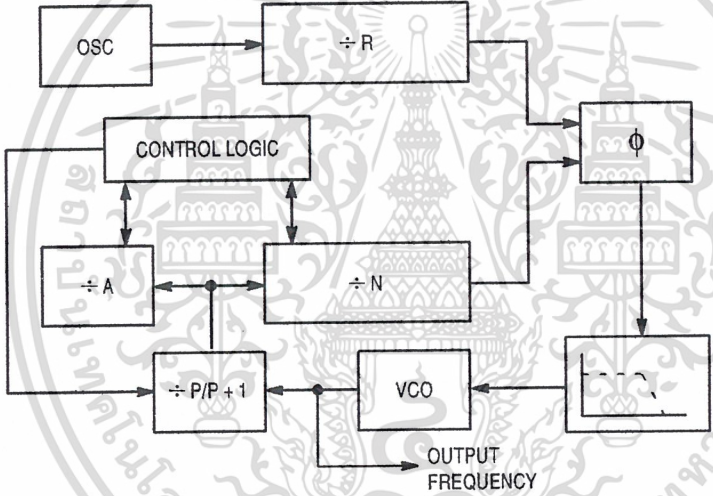 OSC
÷ R
CONTROL LOGIC
ϕ
÷ A
÷ N
÷ P/P + 1
VCO
OUTPUT
FREQUENCY